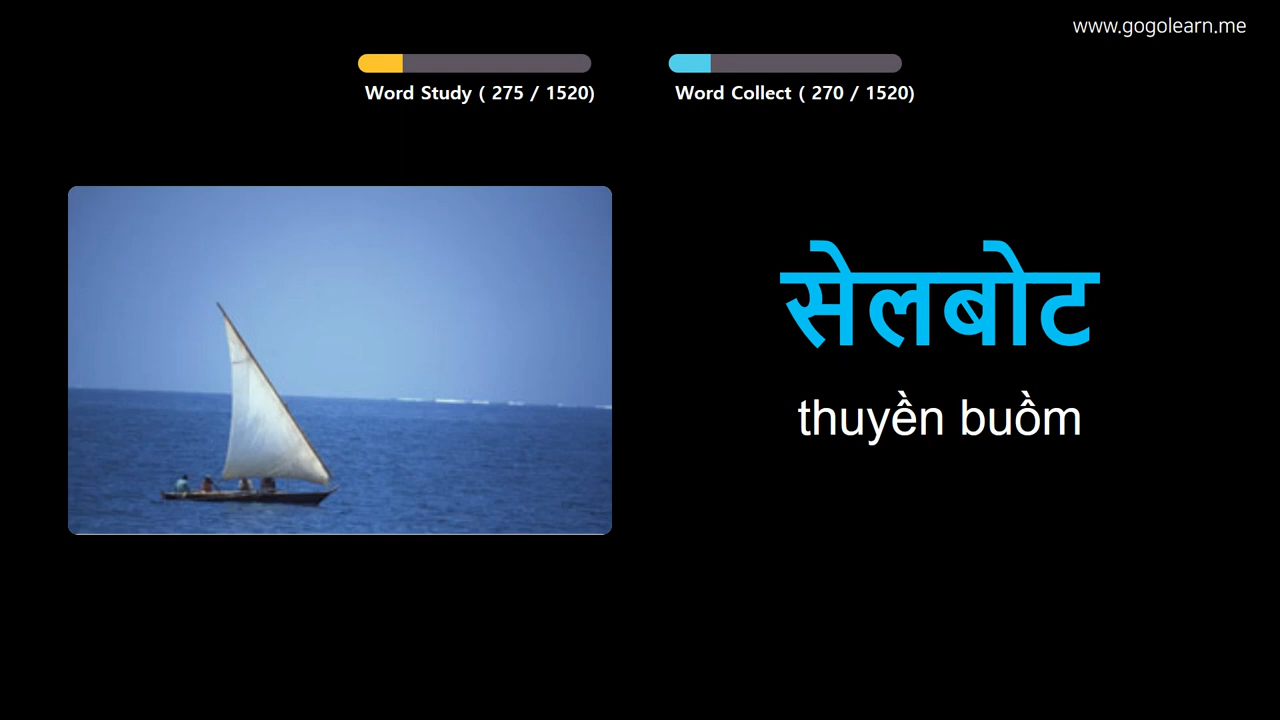 www.gogolearn.me
Word Study ( 275 / 1520)
Word Collect ( 270 / 1520)
सेलबोट
thuyền buồm